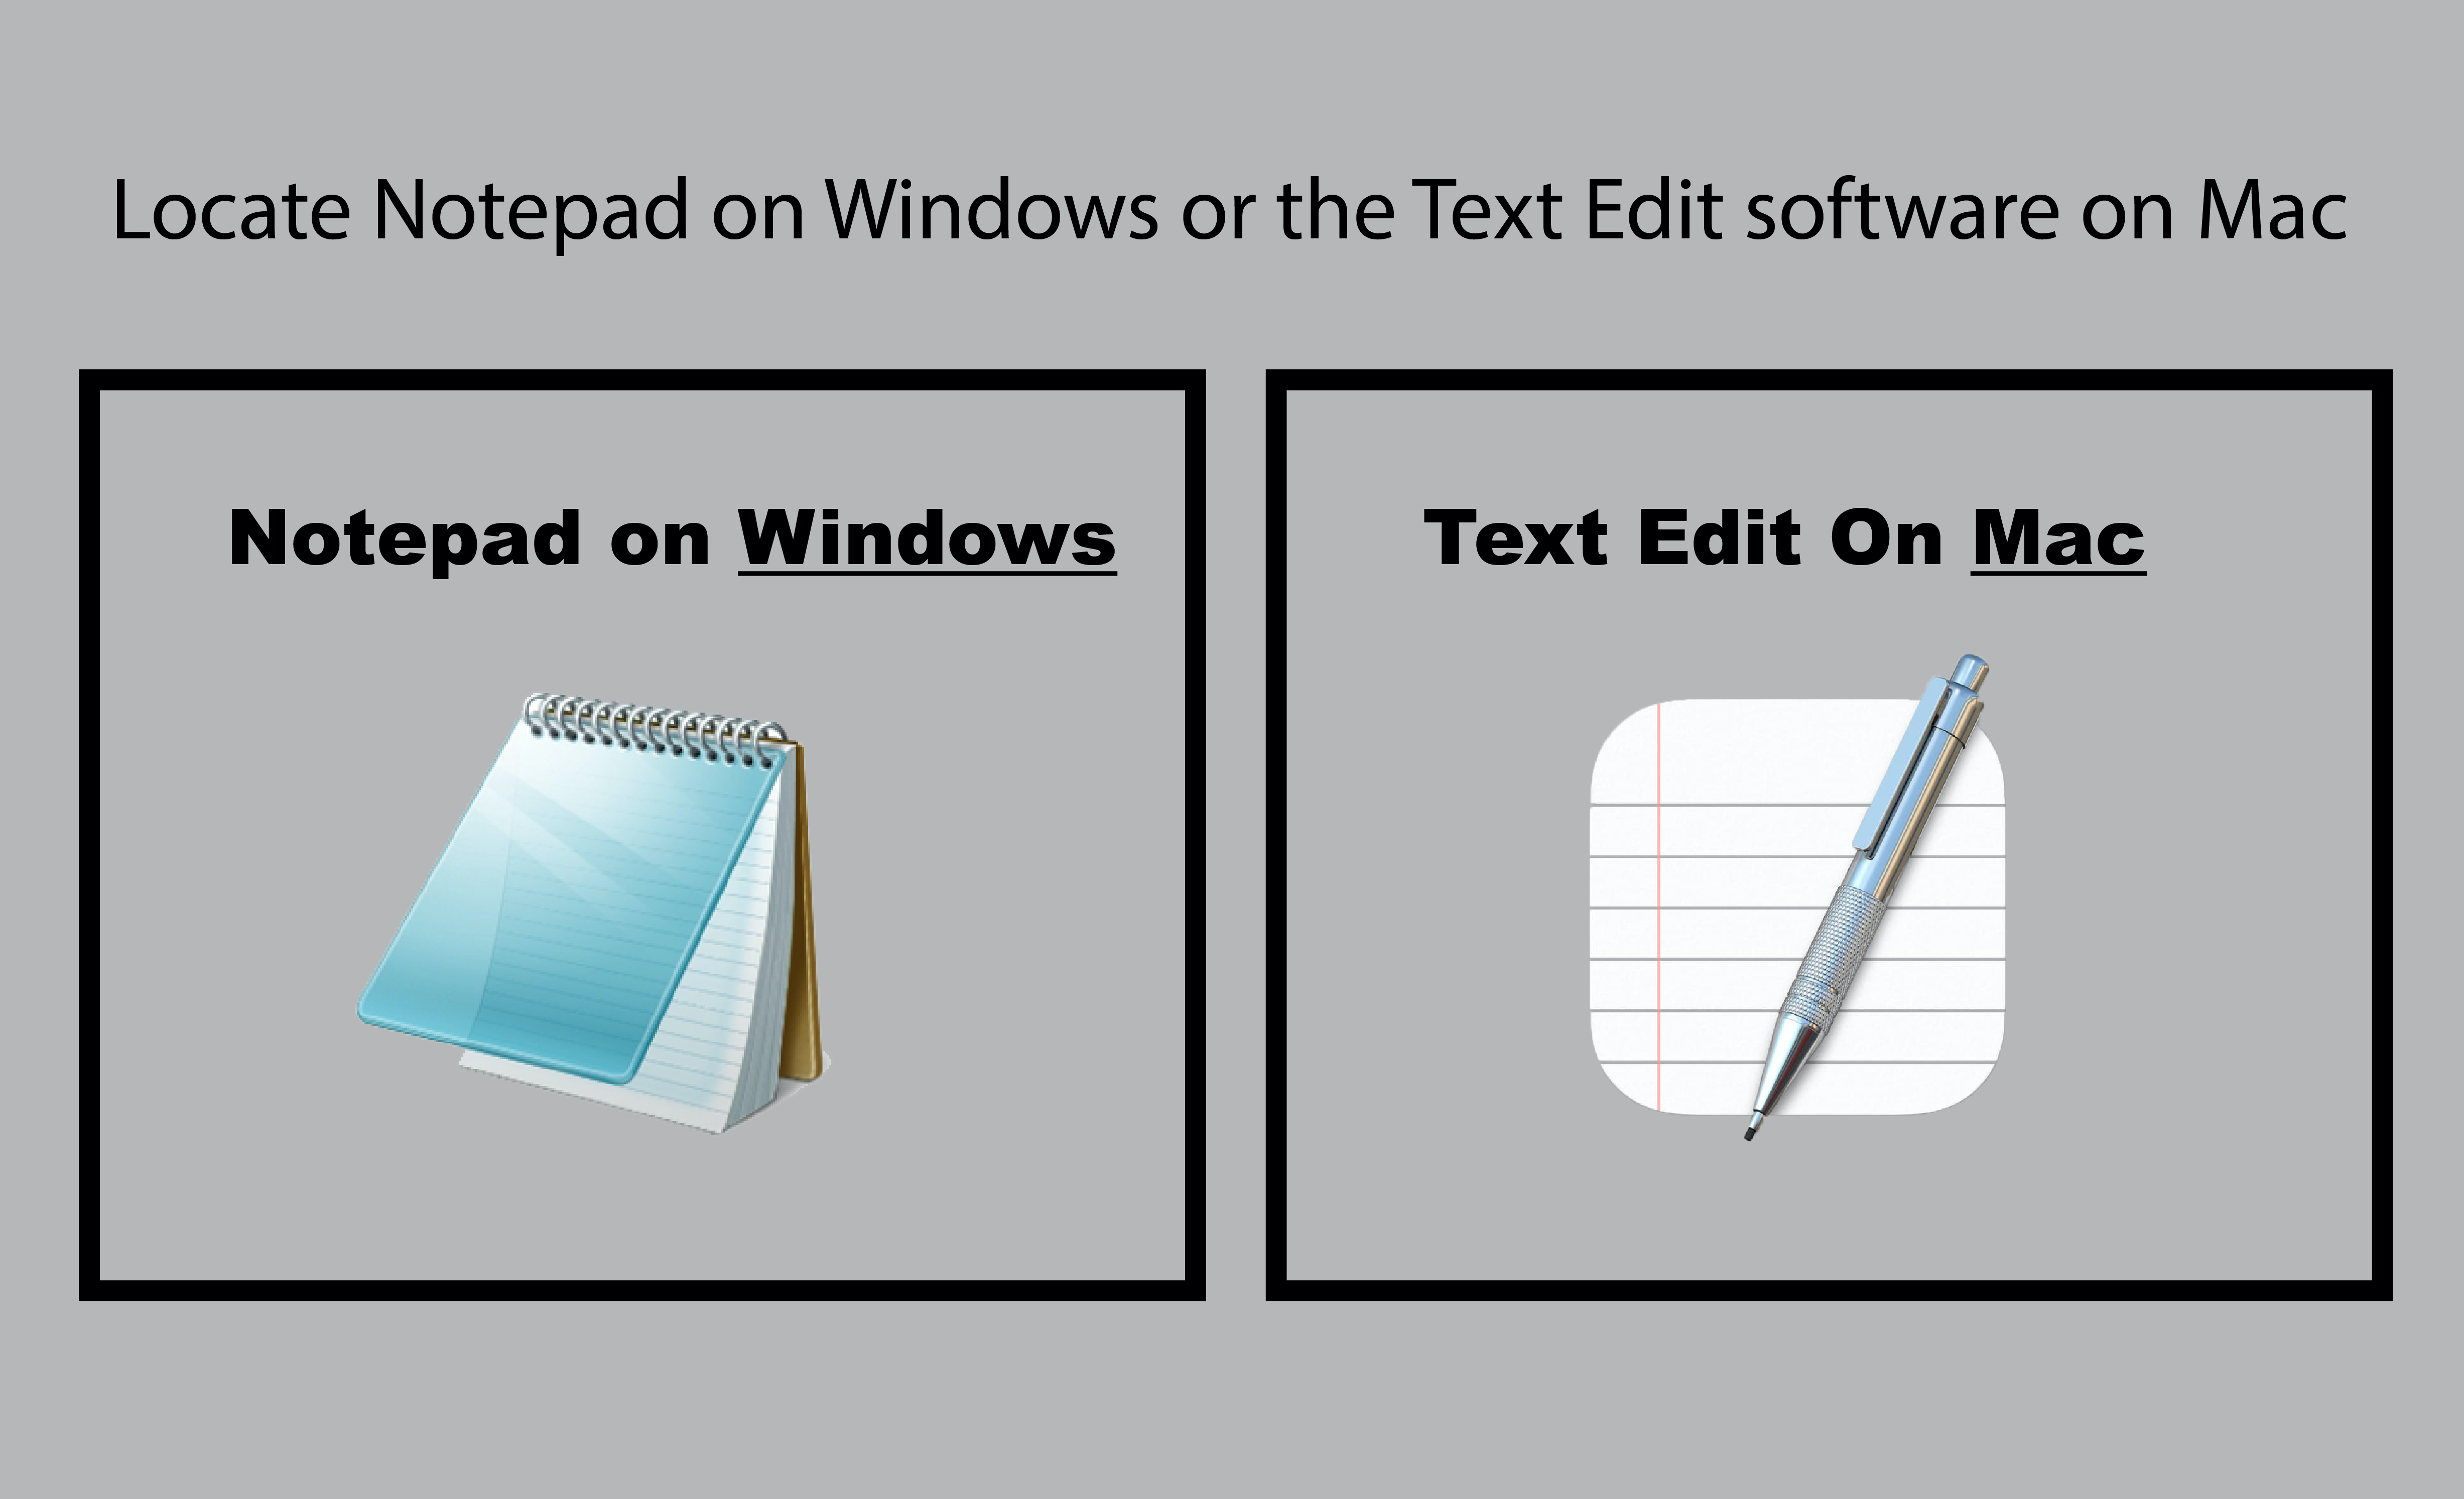 Locate Notepad on Windows or the Text Edit software on Mac
Notepad on Windows
Text Edit On Mac